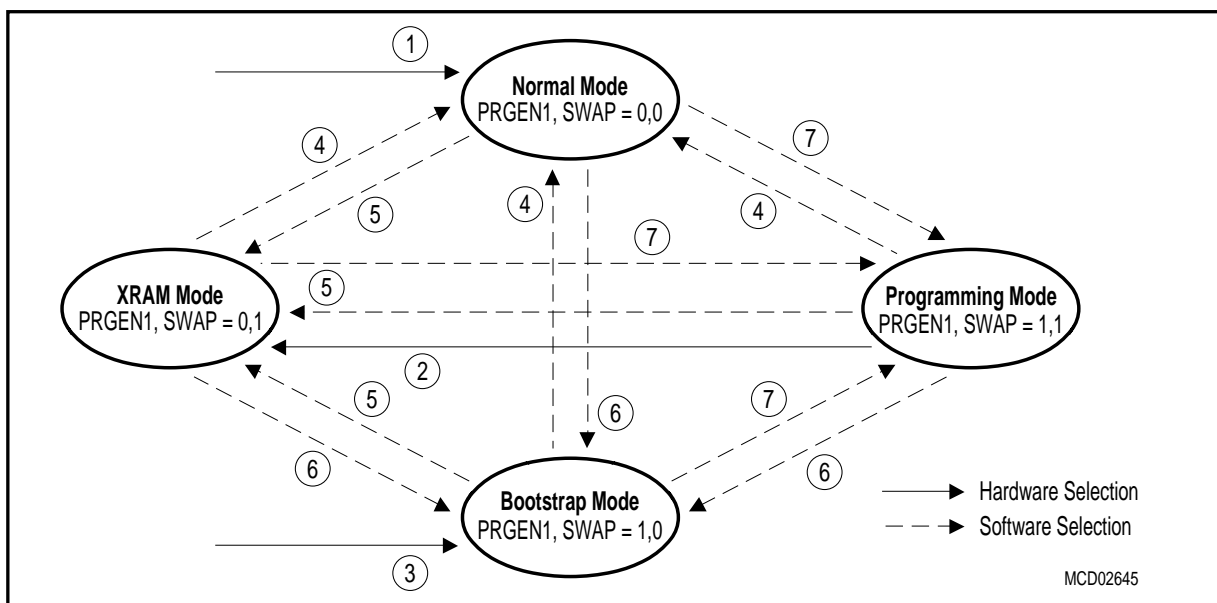 1
Normal Mode
PRGEN1, SWAP = 0,0
4
7
5
4
4
7
XRAM Mode
PRGEN1, SWAP = 0,1
5
Programming Mode
PRGEN1, SWAP = 1,1
2
5
6
7
6
Bootstrap Mode
PRGEN1, SWAP = 1,0
6
3
Hardware Selection
Software Selection
MCD02645